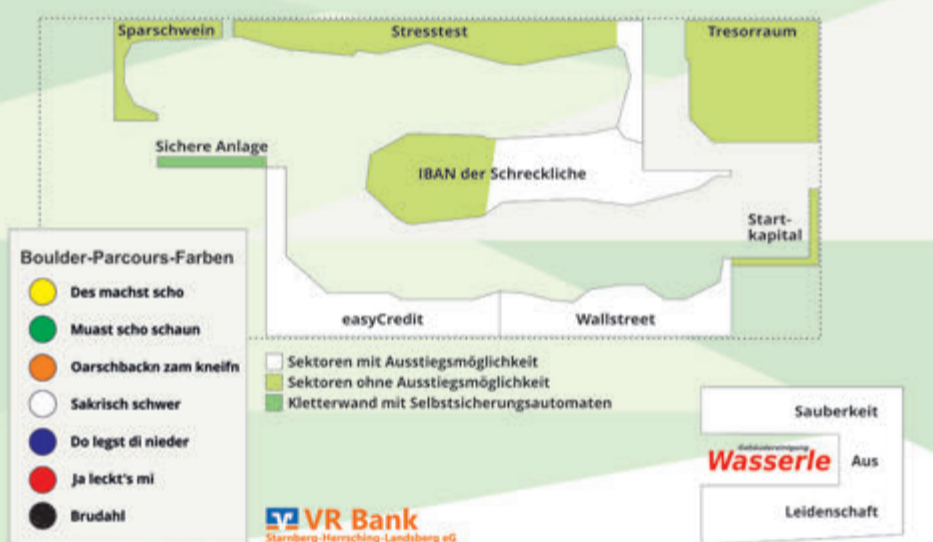 Sparschwein
Stresstest
Tresorraum
Sichere Anlage
IBAN der Schreckliche
Start-
kapital
easyCredit
Wallstreet
Boulder-Parcours-Farben
Des machst scho
Muast scho schaun
Oarschbackn zam kneifn
Sakrisch schwer
Do legst di nieder
Ja leckt's mi
Brudahl
Sektoren mit Ausstiegsmöglichkeit
Sektoren ohne Ausstiegsmöglichkeit
Kletterwand mit Selbstsicherungsautomaten
VR Bank
Starnberg-Herrsching-Landsberg eG
Sauberkeit
Gebäudereinigung
Wasserle
Aus
Leidenschaft